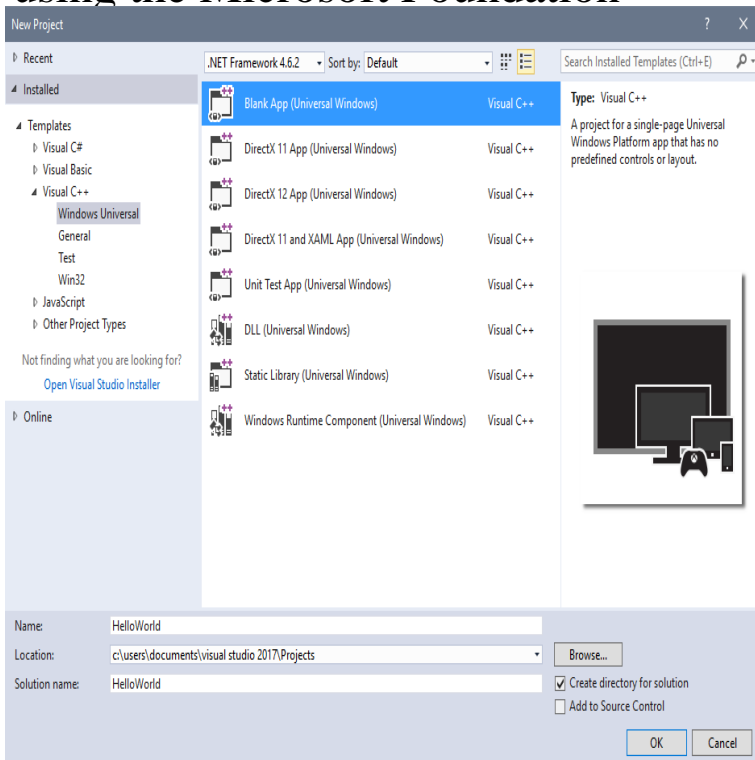 using the Microsoft Foundation
New Project
? X
Recent
.NET Framework 4.6.2 Sort by: Default
Search Installed Templates (Ctrl+E)
Installed
Templates
Visual C#
Visual Basic
Visual C++
Windows Universal
General
Test
Win32
JavaScript
Other Project Types
Not finding what you are looking for?
Open Visual Studio Installer
Online
Blank App (Universal Windows) Visual C++
DirectX 11 App (Universal Windows) Visual C++
DirectX 12 App (Universal Windows) Visual C++
DirectX 11 and XAML App (Universal Windows) Visual C++
Unit Test App (Universal Windows) Visual C++
DLL (Universal Windows) Visual C++
Static Library (Universal Windows) Visual C++
Windows Runtime Component (Universal Windows) Visual C++
Type: Visual C++
A project for a single-page Universal
Windows Platform app that has no
predefined controls or layout.
Name: HelloWorld
Location: c:\users\documents\visual studio 2017\Projects
Browse...
Solution name: HelloWorld
Create directory for solution
Add to Source Control
OK Cancel